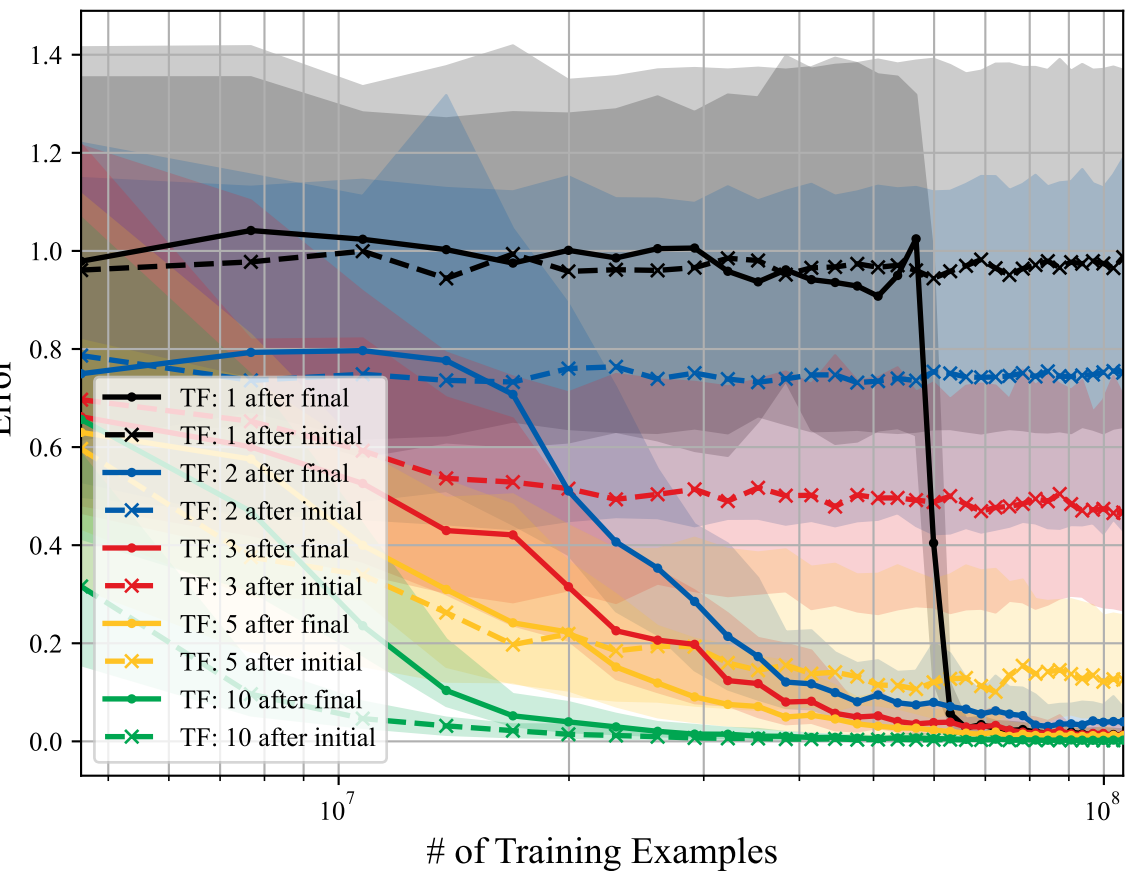 1.4
1.2
1.0
0.8
0.6
0.4
0.2
0.0
Error
TF: 1 after final
TF: 1 after initial
TF: 2 after final
TF: 2 after initial
TF: 3 after final
TF: 3 after initial
TF: 5 after final
TF: 5 after initial
TF: 10 after final
TF: 10 after initial
10⁷
10⁸
# of Training Examples